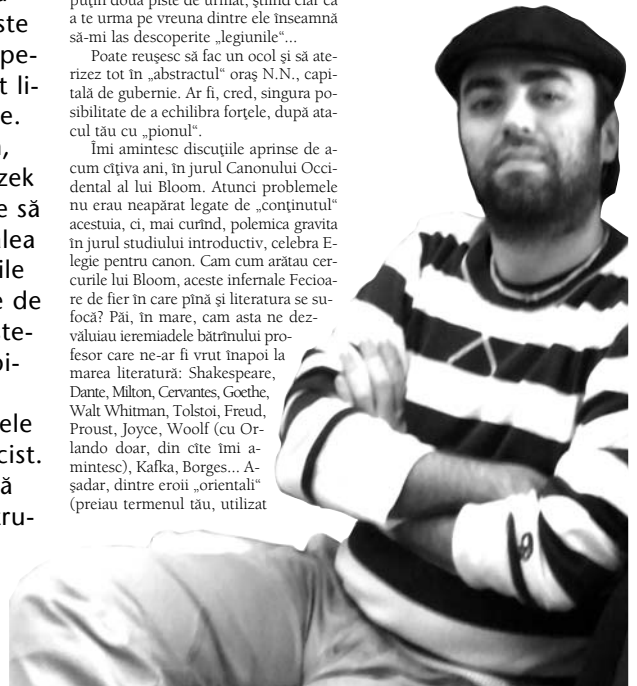 ste
pe-
t li-
e.
zek
e să
lea
ile
e de
ste-
bi-
ele
cist.
ă
ru-
puţin două piste de urmat, ştiind clar că
a te urma pe vreuna dintre ele înseamnă
să-mi las descoperite „legiunile“...
Poate reuşesc să fac un ocol şi să ate-
rizez tot în „abstractul“ oraş N.N., capi-
tală de gubernie. Ar fi, cred, singura po-
sibilitate de a echilibra forţele, după ata-
cul tău cu „pionul“.
Îmi amintesc discuţiile aprinse de a-
cum cîţiva ani, în jurul Canonului Occi-
dental al lui Bloom. Atunci problemele
nu erau neapărat legate de „conţinutul“
acestuia, ci, mai curînd, polemica gravita
în jurul studiului introductiv, celebra E-
legie pentru canon. Cam cum arătau cer-
curile lui Bloom, aceste infernale Fecioa-
re de fier în care pînă şi literatura se su-
focă? Păi, în mare, cam asta ne dez-
văluiau ieremiadele bătrînului pro-
fesor care ne-ar fi vrut înapoi la
marea literatură: Shakespeare,
Dante, Milton, Cervantes, Goethe,
Walt Whitman, Tolstoi, Freud,
Proust, Joyce, Woolf (cu Or-
lando doar, din cîte îmi a-
mintesc), Kafka, Borges... A-
şadar, dintre eroii „orientali“
(preiau termenul tău, utilizat